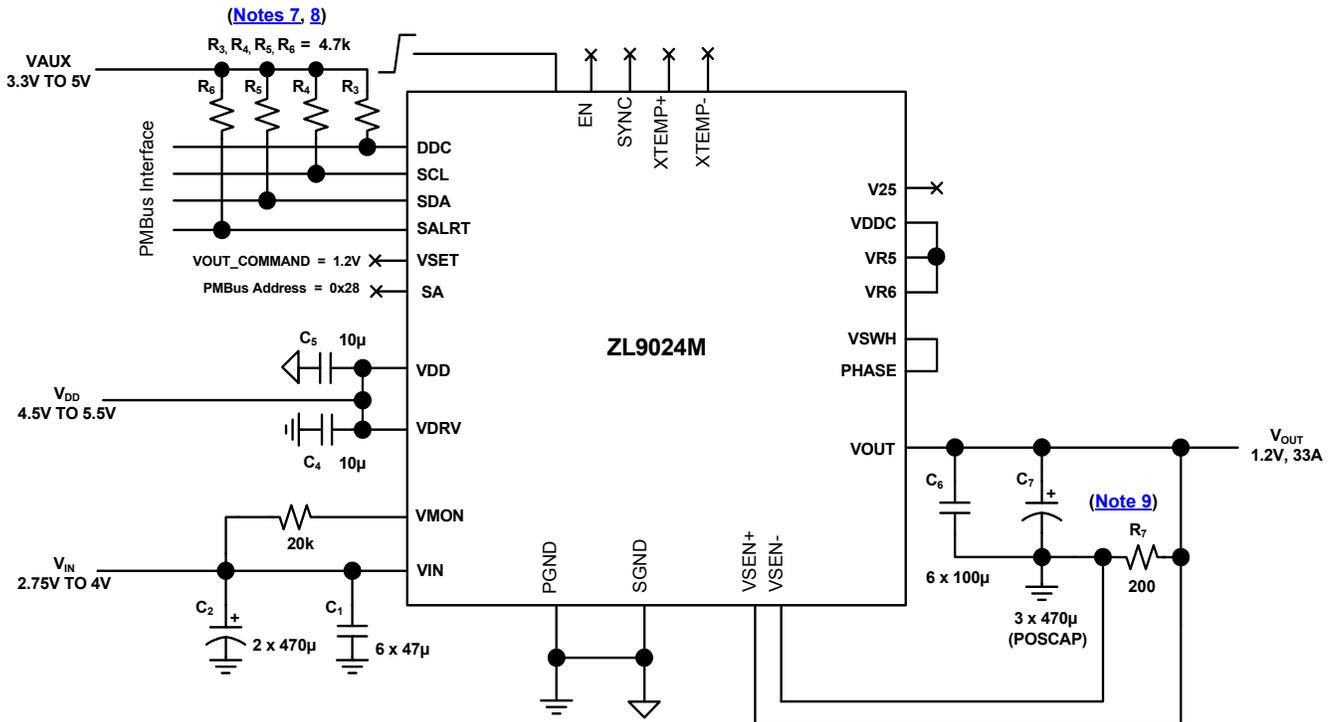 (Notes 7, 8)
R3, R4, R5, R6 = 4.7k
VAUX
3.3V TO 5V
R6
R5
R4
R3
PMBus Interface
DDC
SCL
SDA
SALRT
VOUT_COMMAND = 1.2V
VSET
PMBus Address = 0x28
SA
EN
SYNC
XTEMP+
XTEMP-
V25
VDDC
VR5
VR6
VSWH
PHASE
ZL9024M
C5
10µ
VDD
VDD
4.5V TO 5.5V
VDRV
C4
10µ
VOUT
VOUT
1.2V, 33A
C6
C7
+
(Note 9)
R7
200
6 x 100µ
3 x 470µ
(POSCAP)
VMON
20k
VIN
2.75V TO 4V
VIN
C2
+
2 x 470µ
C1
6 x 47µ
PGND
SGND
VSEN+
VSEN-